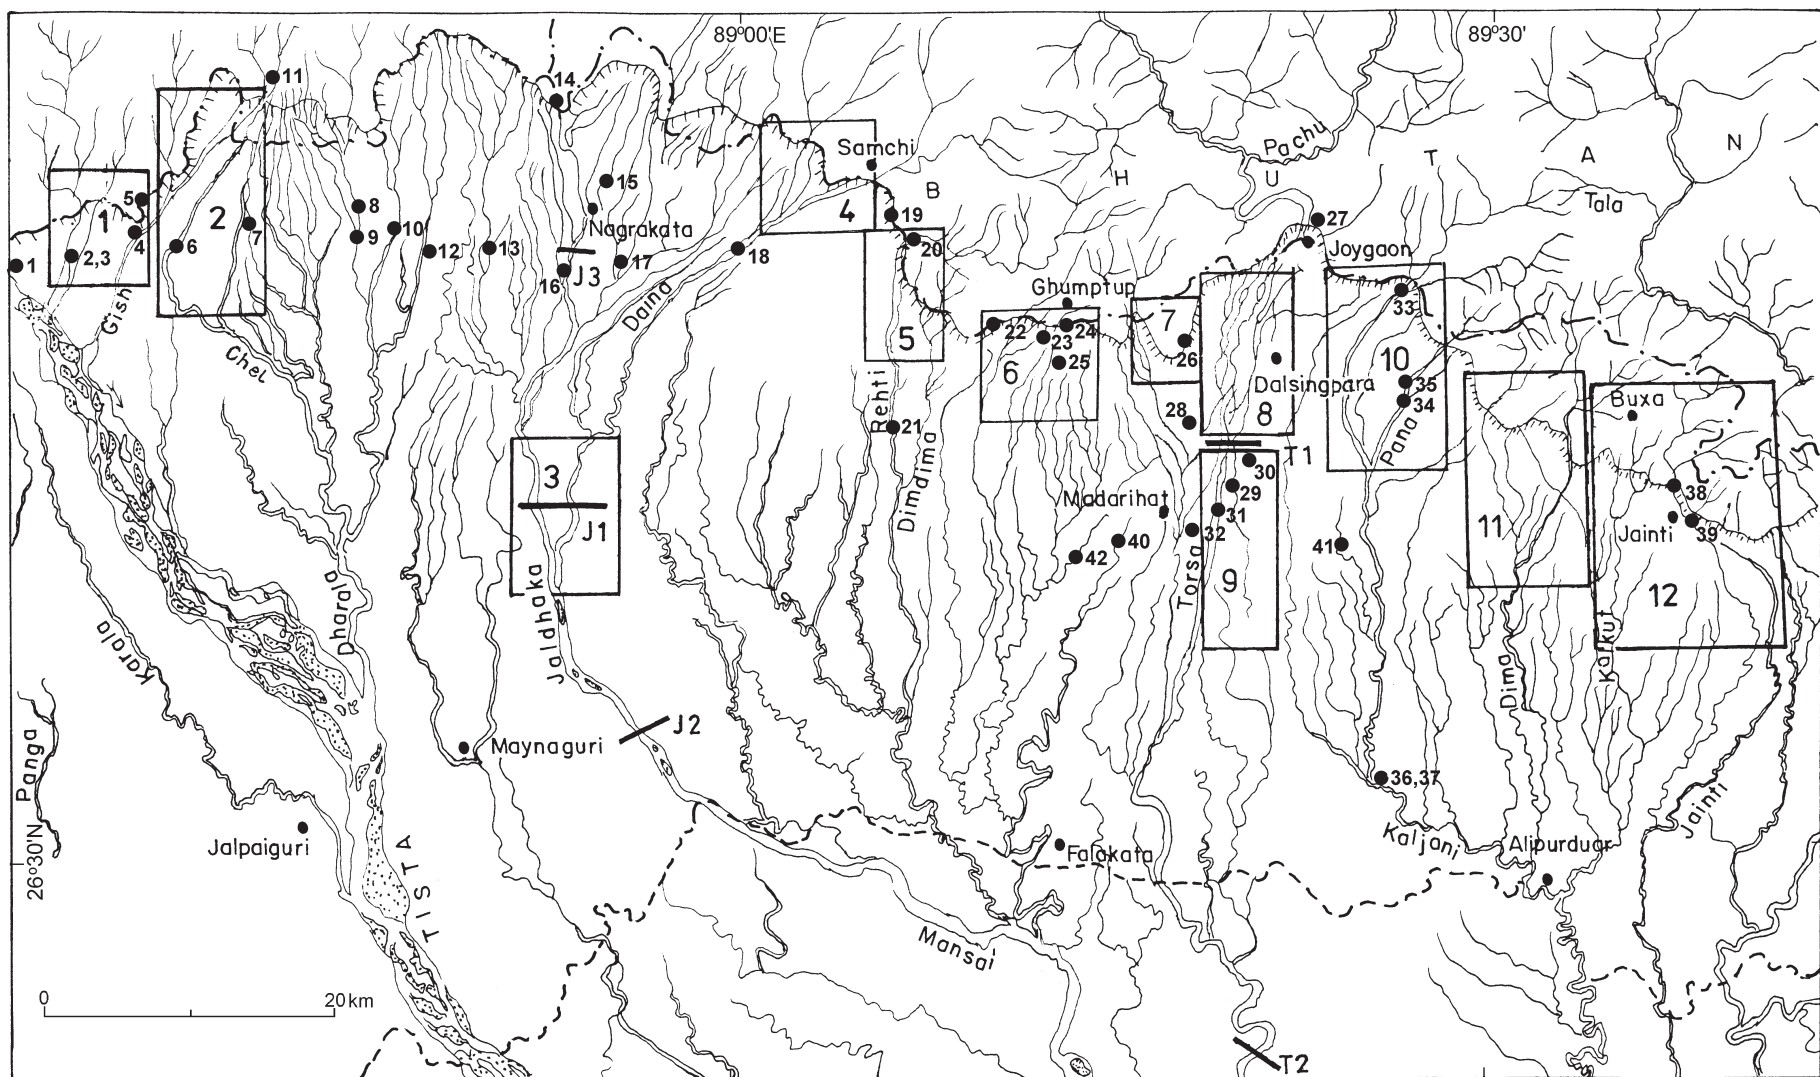 89°00'E
89°30'
11
14
Pachu
Samchi
B
H
U
T
A
N
5
1
2
8
15
4
19
Tala
27
4
2,3
6
7
9
10
12
13
Nagrakata
17
16
J3
18
20
Joygaon
1
Gish
Daina
Ghumptup
33
Chel
5
22
23
24
25
6
7
26
Dalsingpara
8
10
35
34
Pana
Buxa
Rehti
21
28
T1
3
J1
Dimdima
Madarihat
30
29
31
32
40
42
41
11
38
Jainti
39
12
Dharala
Jaldhaka
Torsa
9
Karala
Dima
Karkut
Panga
Maynaguri
J2
36,37
Jainti
26°30'N
Jalpaiguri
TISTA
Falakata
Kaljani
Alipurduar
Mansai
0
20 km
T2